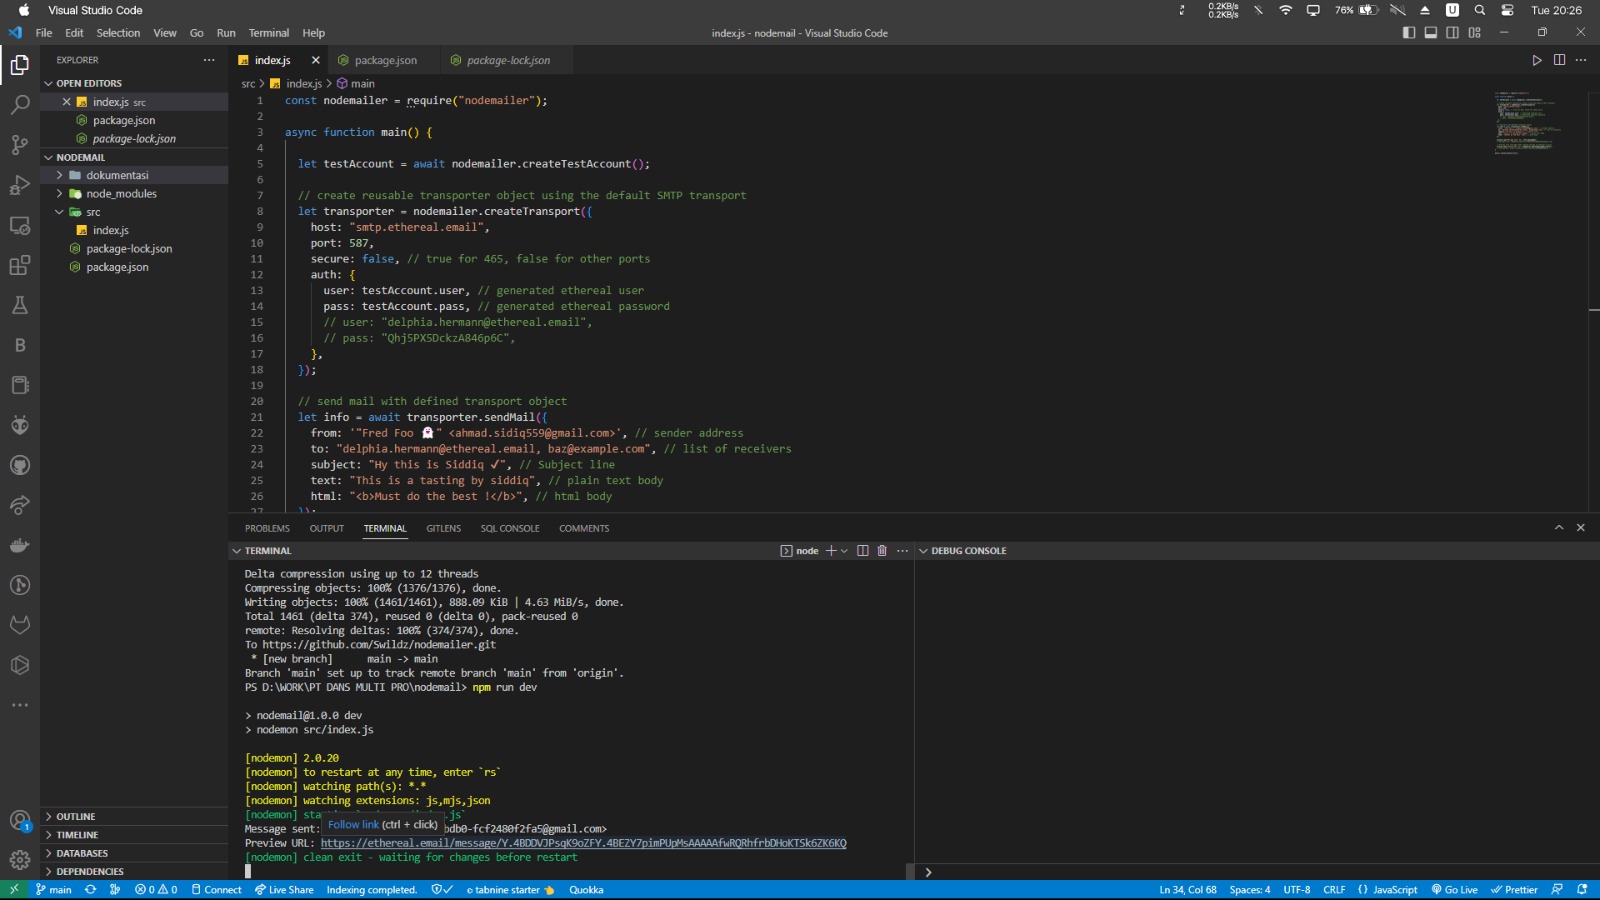 Visual Studio Code
0.2KB/s
0.2KB/s
76%
U
Tue 20:26
File Edit Selection View Go Run Terminal Help
index.js - nodemail - Visual Studio Code
EXPLORER
OPEN EDITORS
index.js src
package.json
package-lock.json
NODEMAIL
dokumentasi
node_modules
src
index.js
package-lock.json
package.json
OUTLINE
TIMELINE
DATABASES
DEPENDENCIES
index.js package.json package-lock.json
src > index.js > main
1 const nodemailer = require("nodemailer");
2
3 async function main() {
4
5 let testAccount = await nodemailer.createTestAccount();
6
7 // create reusable transporter object using the default SMTP transport
8 let transporter = nodemailer.createTransport({
9 host: "smtp.ethereal.email",
10 port: 587,
11 secure: false, // true for 465, false for other ports
12 auth: {
13 user: testAccount.user, // generated ethereal user
14 pass: testAccount.pass, // generated ethereal password
15 // user: "delphia.hermann@ethereal.email",
16 // pass: "Qhj5PX5DckzA846p6C",
17 },
18 });
19
20 // send mail with defined transport object
21 let info = await transporter.sendMail({
22 from: '"Fred Foo 👻" <ahmad.sidiq559@gmail.com>', // sender address
23 to: "delphia.hermann@ethereal.email, baz@example.com", // list of receivers
24 subject: "Hy this is Siddiq ✓", // Subject line
25 text: "This is a tasting by siddiq", // plain text body
26 html: "<b>Must do the best !</b>", // html body
27 });
PROBLEMS OUTPUT TERMINAL GITLENS SQL CONSOLE COMMENTS
TERMINAL
node
DEBUG CONSOLE
Delta compression using up to 12 threads
Compressing objects: 100% (1376/1376), done.
Writing objects: 100% (1461/1461), 888.09 KiB | 4.63 MiB/s, done.
Total 1461 (delta 374), reused 0 (delta 0), pack-reused 0
remote: Resolving deltas: 100% (374/374), done.
To https://github.com/Swildz/nodemailer.git
* [new branch] main -> main
Branch 'main' set up to track remote branch 'main' from 'origin'.
PS D:\WORK\PT DANS MULTI PRO\nodemail> npm run dev
> nodemail@1.0.0 dev
> nodemon src/index.js
[nodemon] 2.0.20
[nodemon] to restart at any time, enter `rs`
[nodemon] watching path(s): *.*
[nodemon] watching extensions: js,mjs,json
[nodemon] .js`
Follow link (ctrl + click)
Message sent: bdb0-fcf2480f2fa5@gmail.com>
Preview URL: https://ethereal.email/message/Y.4BDDVJPsqK9oZFY.4BEZY7pimPUpMsAAAAAfwRQRhfrbDHoKTSk6ZK6KQ
[nodemon] clean exit - waiting for changes before restart
main 0 0 Connect Live Share Indexing completed. tabnine starter 👈 Quokka
Ln 34, Col 68 Spaces: 4 UTF-8 CRLF {} JavaScript Go Live Prettier